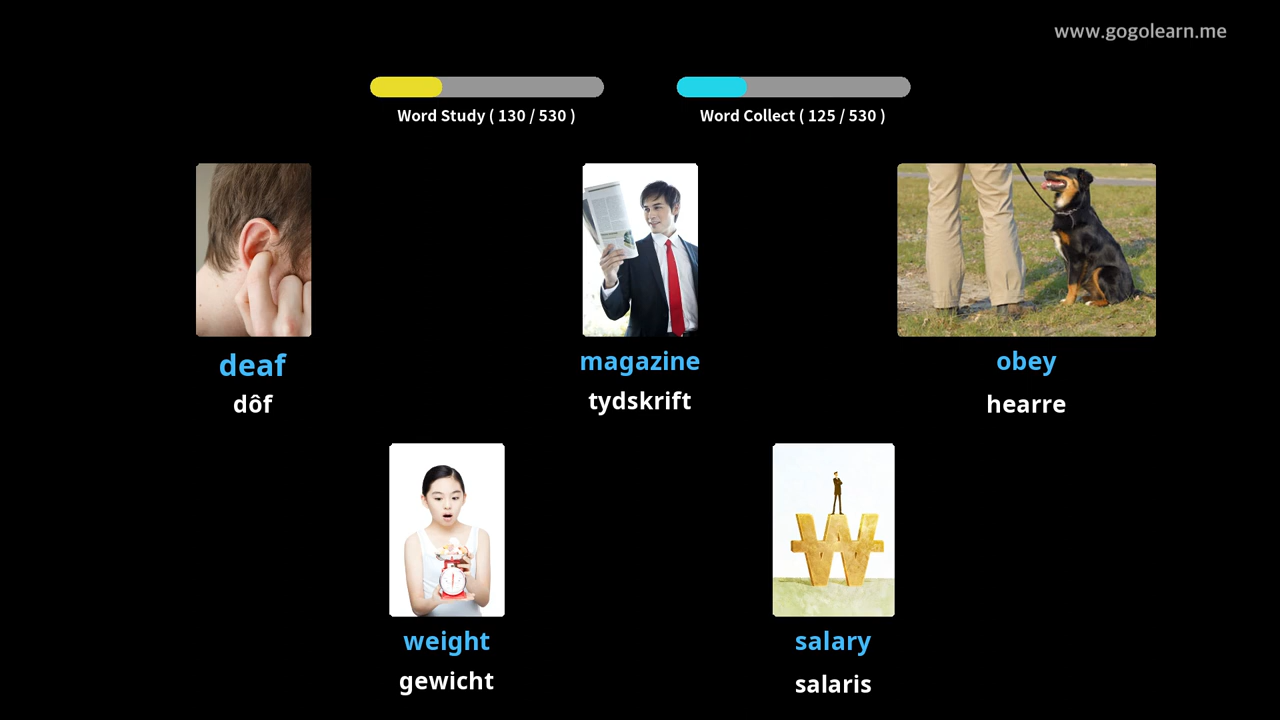 www.gogolearn.me
Word Study ( 130 / 530 )
Word Collect ( 125 / 530 )
deaf
dôf
magazine
tydskrift
obey
hearre
weight
gewicht
salary
salaris